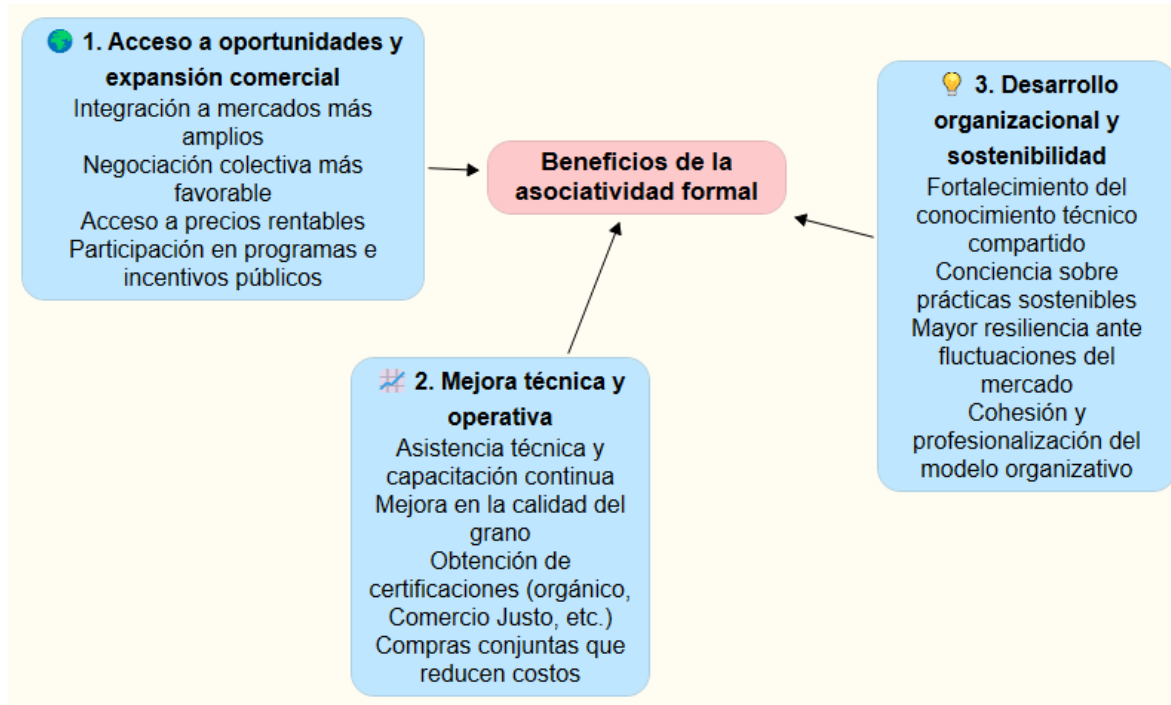 🌍 1. Acceso a oportunidades y
expansión comercial
Integración a mercados más
amplios
Negociación colectiva más
favorable
Acceso a precios rentables
Participación en programas e
incentivos públicos
Beneficios de la
asociatividad formal
💡 3. Desarrollo
organizacional y
sostenibilidad
Fortalecimiento del
conocimiento técnico
compartido
Conciencia sobre
prácticas sostenibles
Mayor resiliencia ante
fluctuaciones del
mercado
Cohesión y
profesionalización del
modelo organizativo
📈 2. Mejora técnica y
operativa
Asistencia técnica y
capacitación continua
Mejora en la calidad del
grano
Obtención de
certificaciones (orgánico,
Comercio Justo, etc.)
Compras conjuntas que
reducen costos